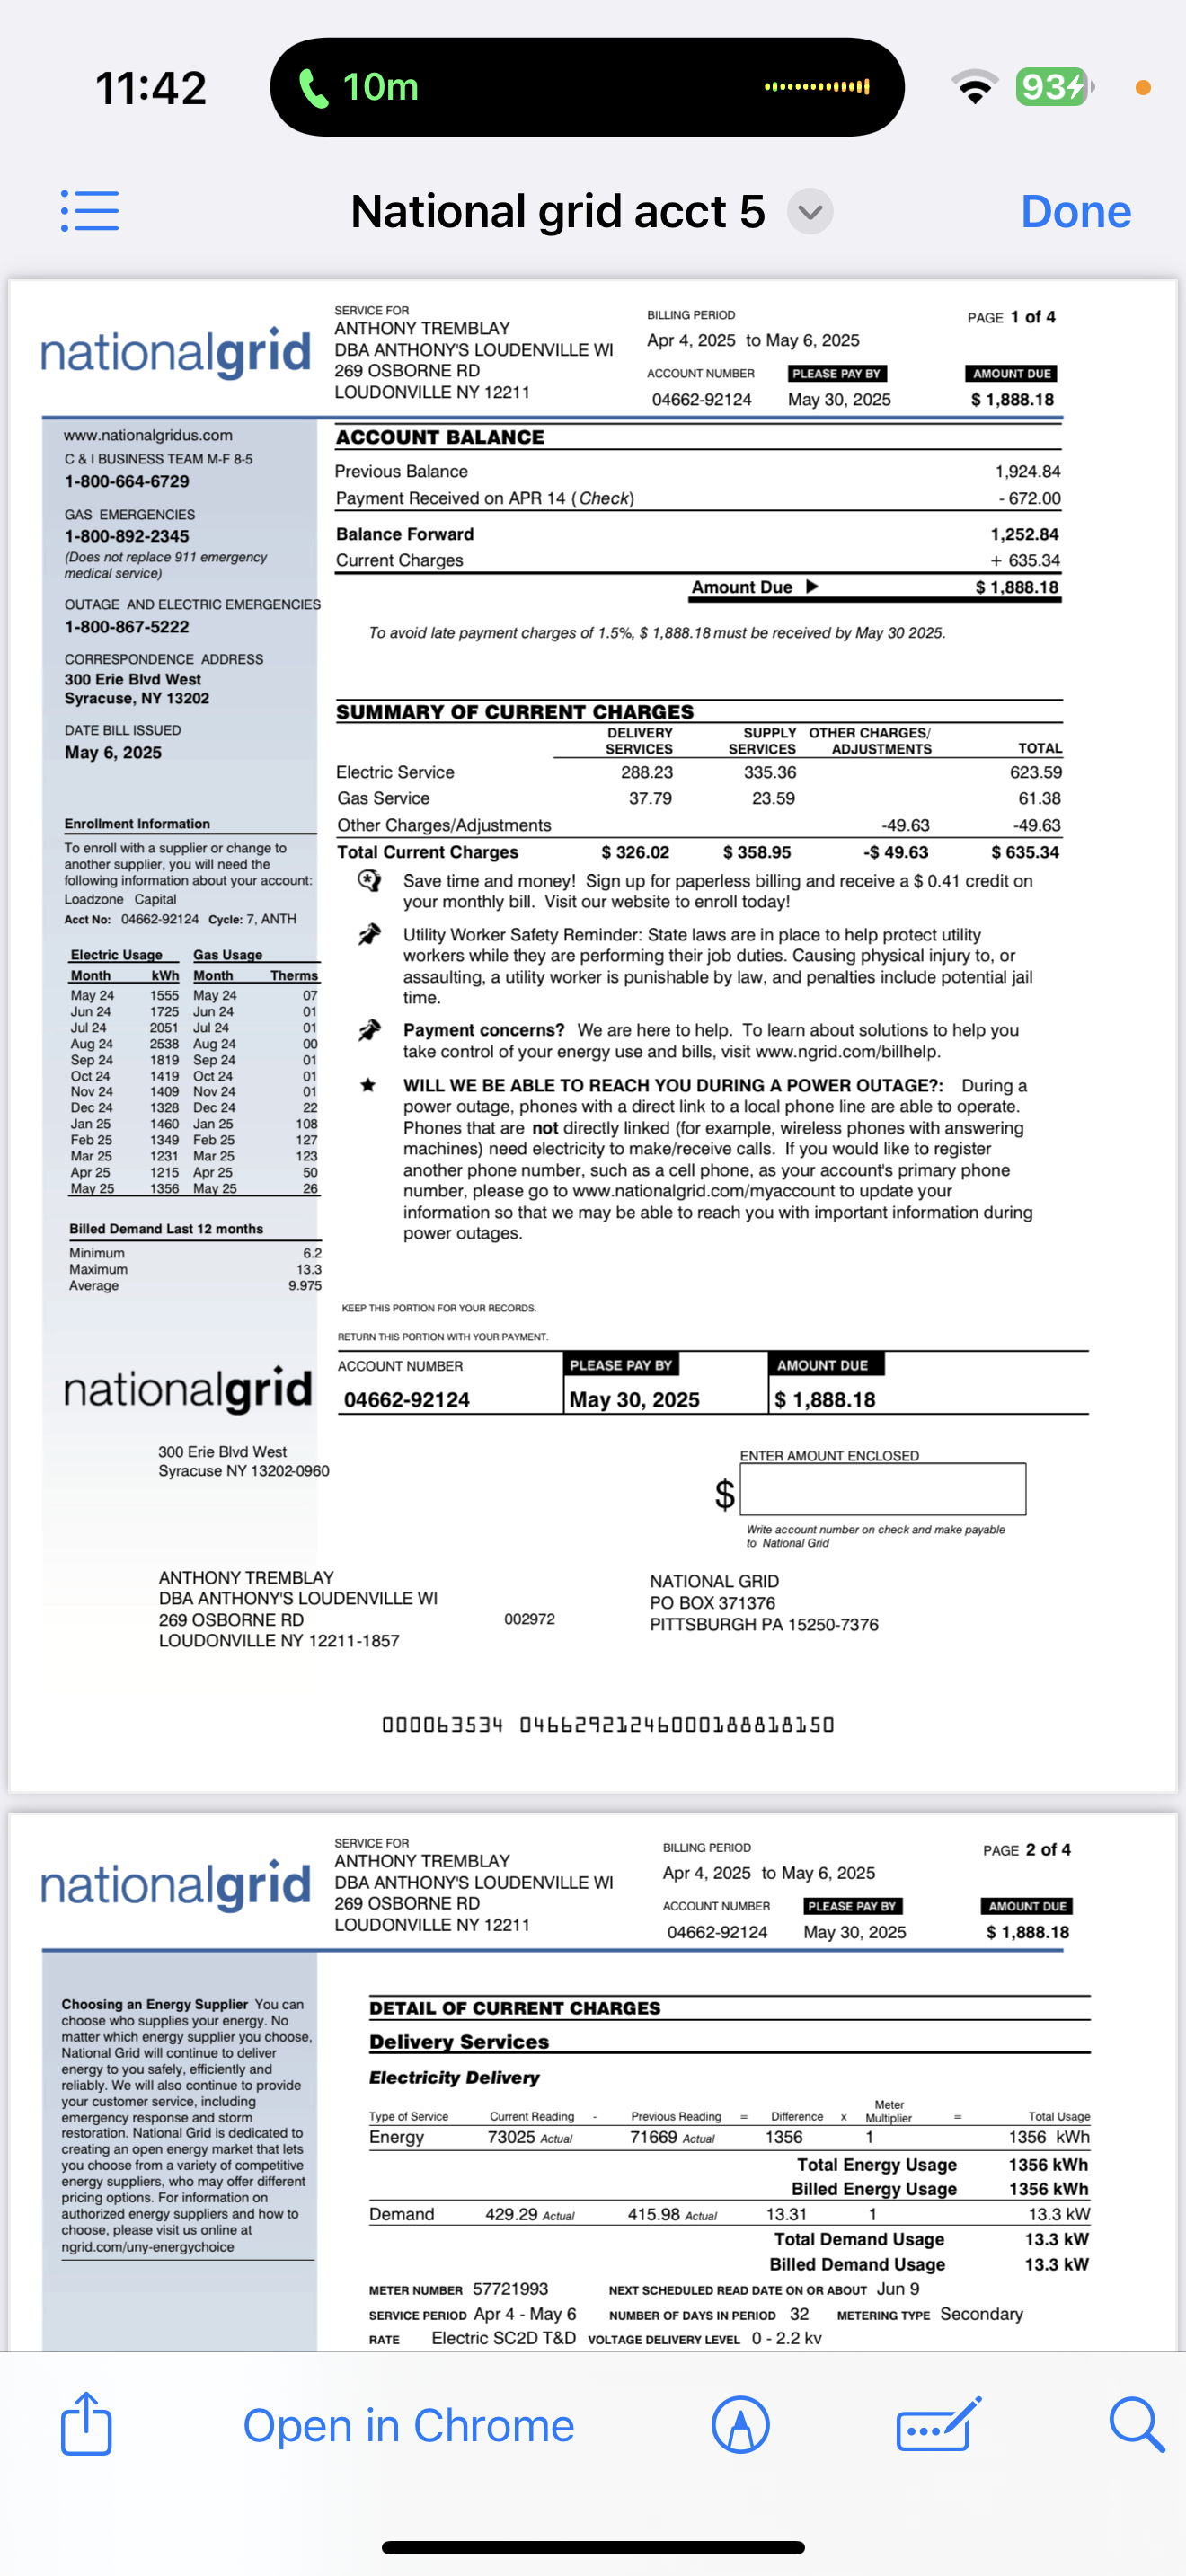 11:42
10m
93
National grid acct 5
Done
nationalgrid
SERVICE FOR
ANTHONY TREMBLAY
DBA ANTHONY'S LOUDENVILLE WI
269 OSBORNE RD
LOUDONVILLE NY 12211
BILLING PERIOD
Apr 4, 2025 to May 6, 2025
PAGE 1 of 4
ACCOUNT NUMBER PLEASE PAY BY AMOUNT DUE
04662-92124 May 30, 2025 $ 1,888.18
www.nationalgridus.com
C & I BUSINESS TEAM M-F 8-5
1-800-664-6729
GAS EMERGENCIES
1-800-892-2345
(Does not replace 911 emergency
medical service)
OUTAGE AND ELECTRIC EMERGENCIES
1-800-867-5222
CORRESPONDENCE ADDRESS
300 Erie Blvd West
Syracuse, NY 13202
DATE BILL ISSUED
May 6, 2025
Enrollment Information
To enroll with a supplier or change to
another supplier, you will need the
following information about your account:
Loadzone Capital
Acct No: 04662-92124 Cycle: 7, ANTH
Electric Usage Gas Usage
Month kWh Month Therms
May 24 1555 May 24 07
Jun 24 1725 Jun 24 01
Jul 24 2051 Jul 24 01
Aug 24 2538 Aug 24 00
Sep 24 1819 Sep 24 01
Oct 24 1419 Oct 24 01
Nov 24 1409 Nov 24 01
Dec 24 1328 Dec 24 22
Jan 25 1460 Jan 25 108
Feb 25 1349 Feb 25 127
Mar 25 1231 Mar 25 123
Apr 25 1215 Apr 25 50
May 25 1356 May 25 26
Billed Demand Last 12 months
Minimum 6.2
Maximum 13.3
Average 9.975
ACCOUNT BALANCE
Previous Balance 1,924.84
Payment Received on APR 14 (Check) - 672.00
Balance Forward 1,252.84
Current Charges + 635.34
Amount Due ▶ $ 1,888.18
To avoid late payment charges of 1.5%, $ 1,888.18 must be received by May 30 2025.
SUMMARY OF CURRENT CHARGES
DELIVERY SUPPLY OTHER CHARGES/
SERVICES SERVICES ADJUSTMENTS TOTAL
Electric Service 288.23 335.36 623.59
Gas Service 37.79 23.59 61.38
Other Charges/Adjustments -49.63 -49.63
Total Current Charges $ 326.02 $ 358.95 -$ 49.63 $ 635.34
Save time and money! Sign up for paperless billing and receive a $ 0.41 credit on
your monthly bill. Visit our website to enroll today!
Utility Worker Safety Reminder: State laws are in place to help protect utility
workers while they are performing their job duties. Causing physical injury to, or
assaulting, a utility worker is punishable by law, and penalties include potential jail
time.
Payment concerns? We are here to help. To learn about solutions to help you
take control of your energy use and bills, visit www.ngrid.com/billhelp.
★ WILL WE BE ABLE TO REACH YOU DURING A POWER OUTAGE?: During a
power outage, phones with a direct link to a local phone line are able to operate.
Phones that are not directly linked (for example, wireless phones with answering
machines) need electricity to make/receive calls. If you would like to register
another phone number, such as a cell phone, as your account's primary phone
number, please go to www.nationalgrid.com/myaccount to update your
information so that we may be able to reach you with important information during
power outages.
KEEP THIS PORTION FOR YOUR RECORDS.
RETURN THIS PORTION WITH YOUR PAYMENT.
nationalgrid
ACCOUNT NUMBER PLEASE PAY BY AMOUNT DUE
04662-92124 May 30, 2025 $ 1,888.18
300 Erie Blvd West
Syracuse NY 13202-0960
ENTER AMOUNT ENCLOSED
$
Write account number on check and make payable
to National Grid
ANTHONY TREMBLAY
DBA ANTHONY'S LOUDENVILLE WI
269 OSBORNE RD
LOUDONVILLE NY 12211-1857
002972
NATIONAL GRID
PO BOX 371376
PITTSBURGH PA 15250-7376
000063534 04662921246000188818150
nationalgrid
SERVICE FOR
ANTHONY TREMBLAY
DBA ANTHONY'S LOUDENVILLE WI
269 OSBORNE RD
LOUDONVILLE NY 12211
BILLING PERIOD
Apr 4, 2025 to May 6, 2025
PAGE 2 of 4
ACCOUNT NUMBER PLEASE PAY BY AMOUNT DUE
04662-92124 May 30, 2025 $ 1,888.18
Choosing an Energy Supplier You can
choose who supplies your energy. No
matter which energy supplier you choose,
National Grid will continue to deliver
energy to you safely, efficiently and
reliably. We will also continue to provide
your customer service, including
emergency response and storm
restoration. National Grid is dedicated to
creating an open energy market that lets
you choose from a variety of competitive
energy suppliers, who may offer different
pricing options. For information on
authorized energy suppliers and how to
choose, please visit us online at
ngrid.com/uny-energychoice
DETAIL OF CURRENT CHARGES
Delivery Services
Electricity Delivery
Type of Service Current Reading - Previous Reading = Difference x Meter Multiplier = Total Usage
Energy 73025 Actual 71669 Actual 1356 1 1356 kWh
Total Energy Usage 1356 kWh
Billed Energy Usage 1356 kWh
Demand 429.29 Actual 415.98 Actual 13.31 1 13.3 kW
Total Demand Usage 13.3 kW
Billed Demand Usage 13.3 kW
METER NUMBER 57721993 NEXT SCHEDULED READ DATE ON OR ABOUT Jun 9
SERVICE PERIOD Apr 4 - May 6 NUMBER OF DAYS IN PERIOD 32 METERING TYPE Secondary
RATE Electric SC2D T&D VOLTAGE DELIVERY LEVEL 0 - 2.2 kv
Open in Chrome